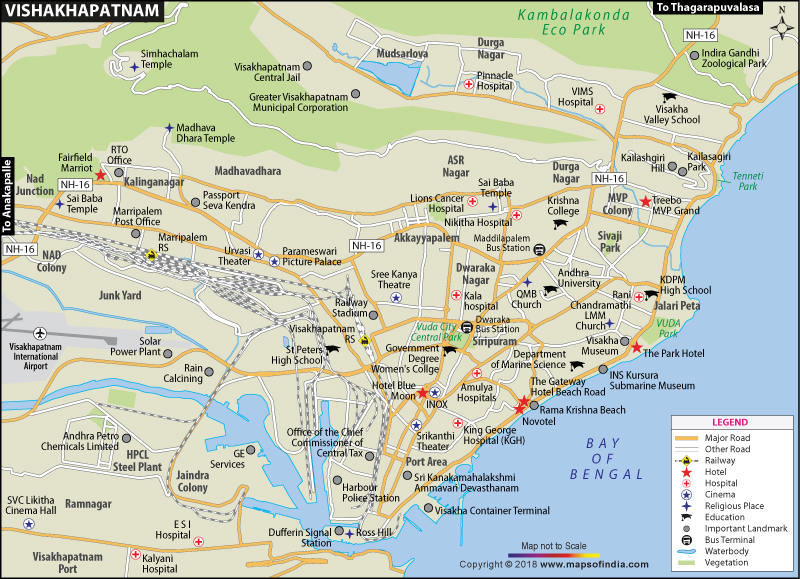 VISHAKHAPATNAM
To Thagarapuvalasa
Kambalakonda
Eco Park
NH-16
N
Simhachalam
Temple
Mudsarlova
Durga
Nagar
Indira Gandhi
Zoological Park
Visakhapatnam
Central Jail
Pinnacle
Hospital
Greater Visakhapatnam
Municipal Corporation
VIMS
Hospital
Visakha
Valley School
Madhava
Dhara Temple
Fairfield
Marriot
RTO
Office
To Anakapalle
Nad
Junction
NH-16
Kalinganagar
Madhavadhara
ASR
Nagar
Durga
Nagar
Kailashgiri
Hill
Kailasagiri
Park
NH-16
Tenneti
Park
Sai Baba
Temple
Passport
Seva Kendra
Lions Cancer
Hospital
Sai Baba
Temple
Krishna
College
MVP
Colony
Treebo
MVP Grand
Marripalem
Post Office
Nikitha Hospital
NH-16
NAD
Colony
Marripalem
RS
Urvasi
Theater
Parameswari
Picture Palace
Akkayyapalem
Maddilapalem
Bus Station
Sivaji
Park
Junk Yard
Sree Kanya
Theatre
Dwaraka
Nagar
Andhra
University
QMB
Church
Kala
hospital
Rani
Chandramathi
KDPM
High School
Jalari Peta
LMM
Church
Railway
Stadium
Visakhapatnam
RS
Vuda City
Central Park
Dwaraka
Bus Station
Siripuram
VUDA
Park
Visakhapatnam
International
Airport
Solar
Power Plant
Rain
Calcining
St Peters
High School
Government
Degree
Women's Collge
Department
of Marine Science
Visakha
Museum
The Park Hotel
INS Kursura
Submarine Museum
Hotel Blue
Moon
INOX
Amulya
Hospitals
The Gateway
Hotel Beach Road
Rama Krishna Beach
Novotel
Andhra Petro
Chemicals Limited
HPCL
Steel Plant
GE
Services
Office of the Chief
Commissioner of
Central Tax
Srikanthi
Theater
King George
Hospital (KGH)
BAY
OF
BENGAL
Jaindra
Colony
Port Area
Harbour
Police Station
Sri Kanakamahalakshmi
Ammavari Devasthanam
SVC Likitha
Cinema Hall
Ramnagar
Visakha Container Terminal
E S I
Hospital
Dufferin Signal
Station
Ross Hill
Visakhapatnam
Port
Kalyani
Hospital
LEGEND
Major Road
Other Road
Railway
Hotel
Hospital
Cinema
Religious Place
Education
Important Landmark
Bus Terminal
Waterbody
Vegetation
Map not to Scale
Copyright © 2018 www.mapsofindia.com